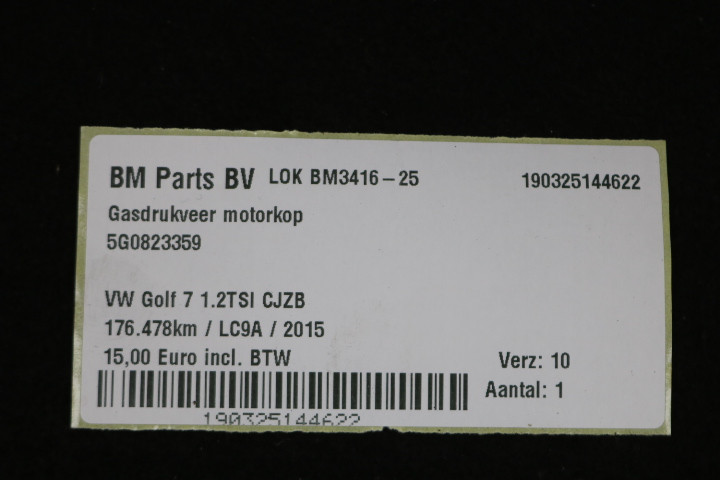 BM Parts BV LOK BM3416-25 190325144622
Gasdrukveer motorkop
5G0823359
VW Golf 7 1.2TSI CJZB
176.478km / LC9A / 2015
15,00 Euro incl. BTW Verz: 10
Aantal: 1
190325144622